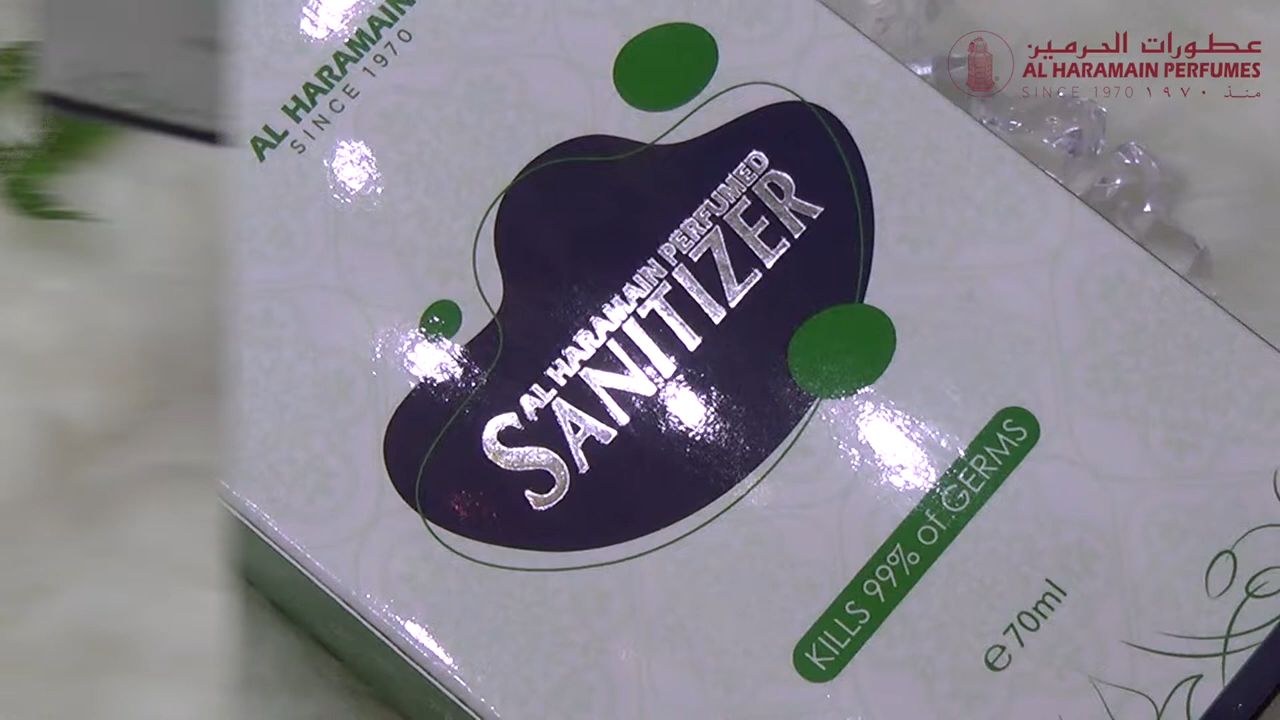 عطورات الحرمين
AL HARAMAIN PERFUMES
SINCE 1970 منذ ١٩٧٠
AL HARAMAIN
SINCE 1970
AL HARAMAIN PERFUMED
SANITIZER
KILLS 99% of GERMS
e 70ml